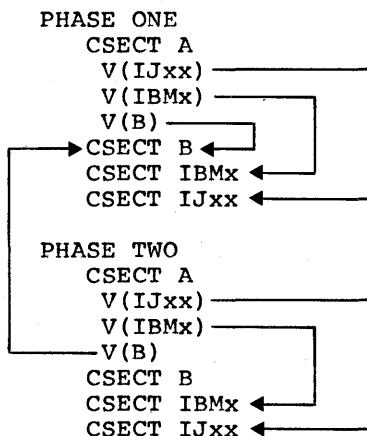 PHASE ONE
CSECT A
V(IJxx)
V(IBMx)
V(B)
CSECT B
CSECT IBMx
CSECT IJxx
PHASE TWO
CSECT A
V(IJxx)
V(IBMx)
V(B)
CSECT B
CSECT IBMx
CSECT IJxx